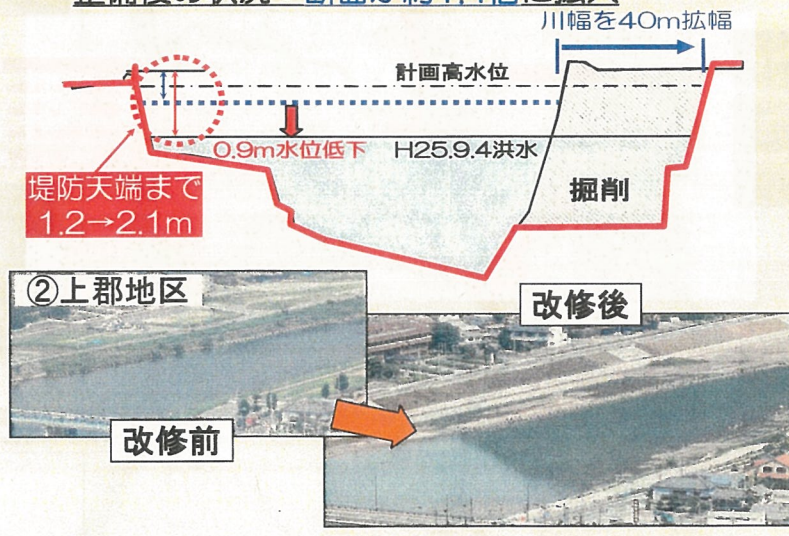 川幅を40m拡幅
計画高水位
0.9m水位低下
H25.9.4洪水
堤防天端まで
1.2→2.1m
掘削
②上郡地区
改修後
改修前